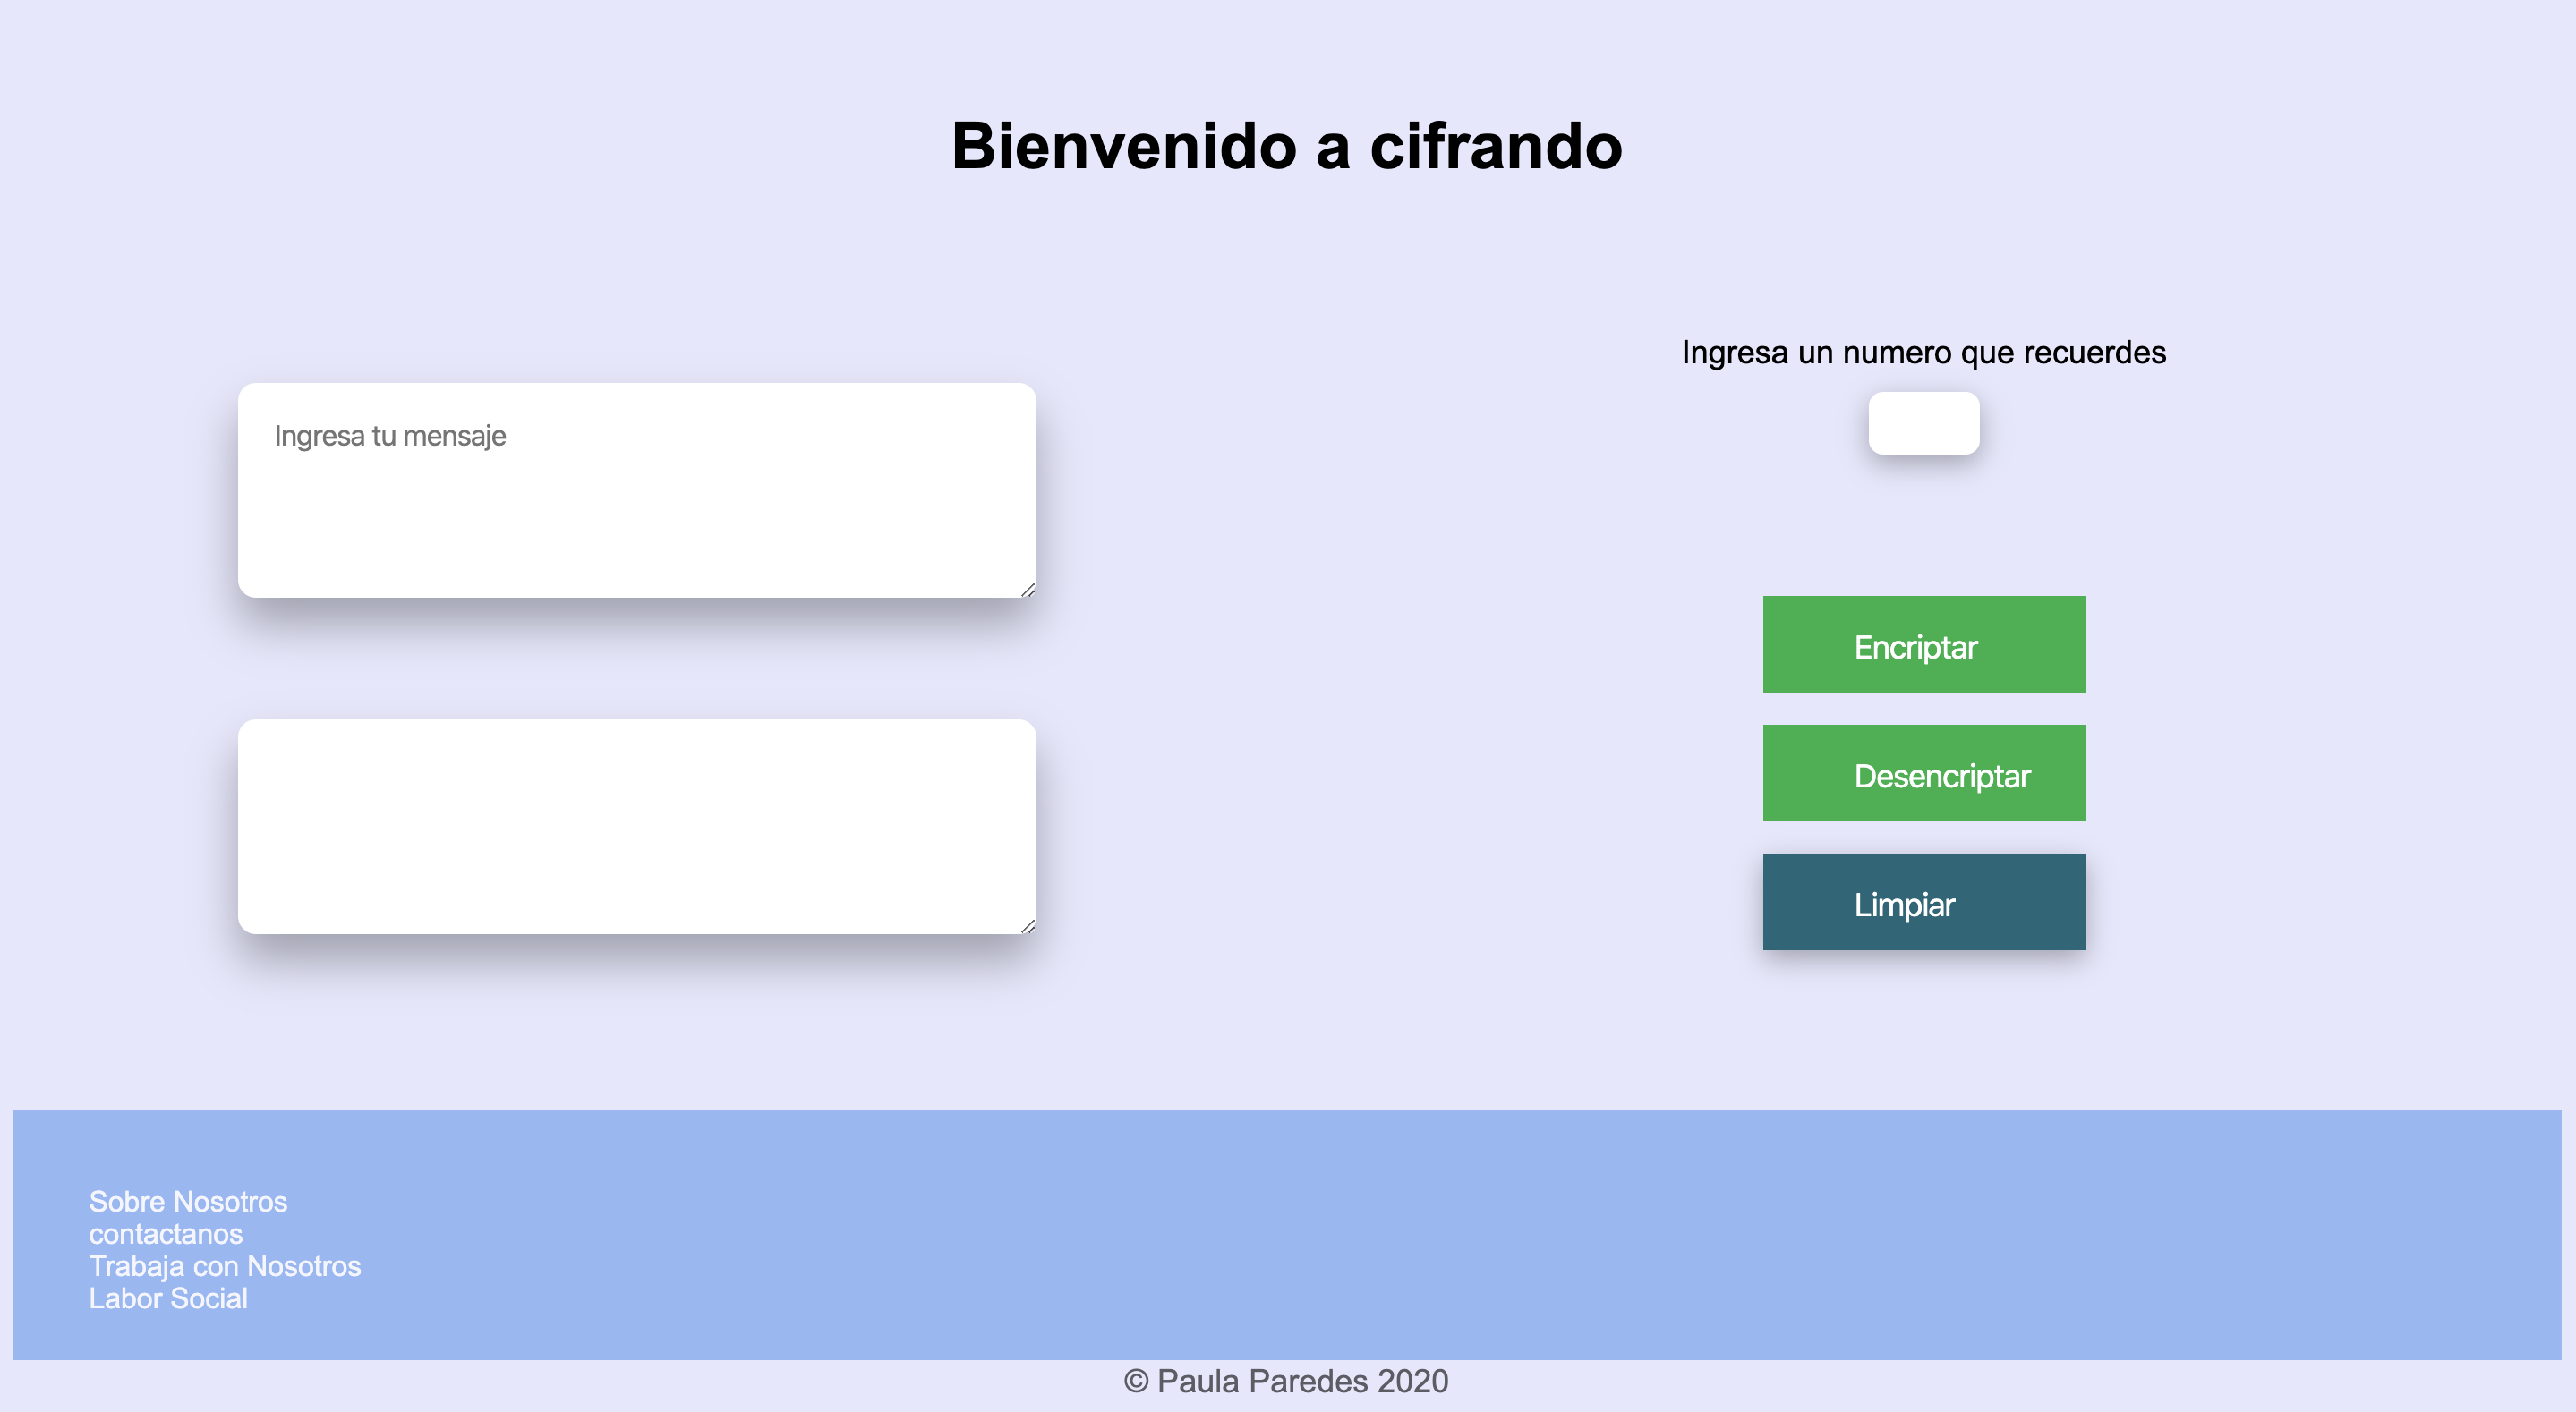 Bienvenido a cifrando
Ingresa un numero que recuerdes
Ingresa tu mensaje
Encriptar
Desencriptar
Limpiar
Sobre Nosotros
contactanos
Trabaja con Nosotros
Labor Social
© Paula Paredes 2020